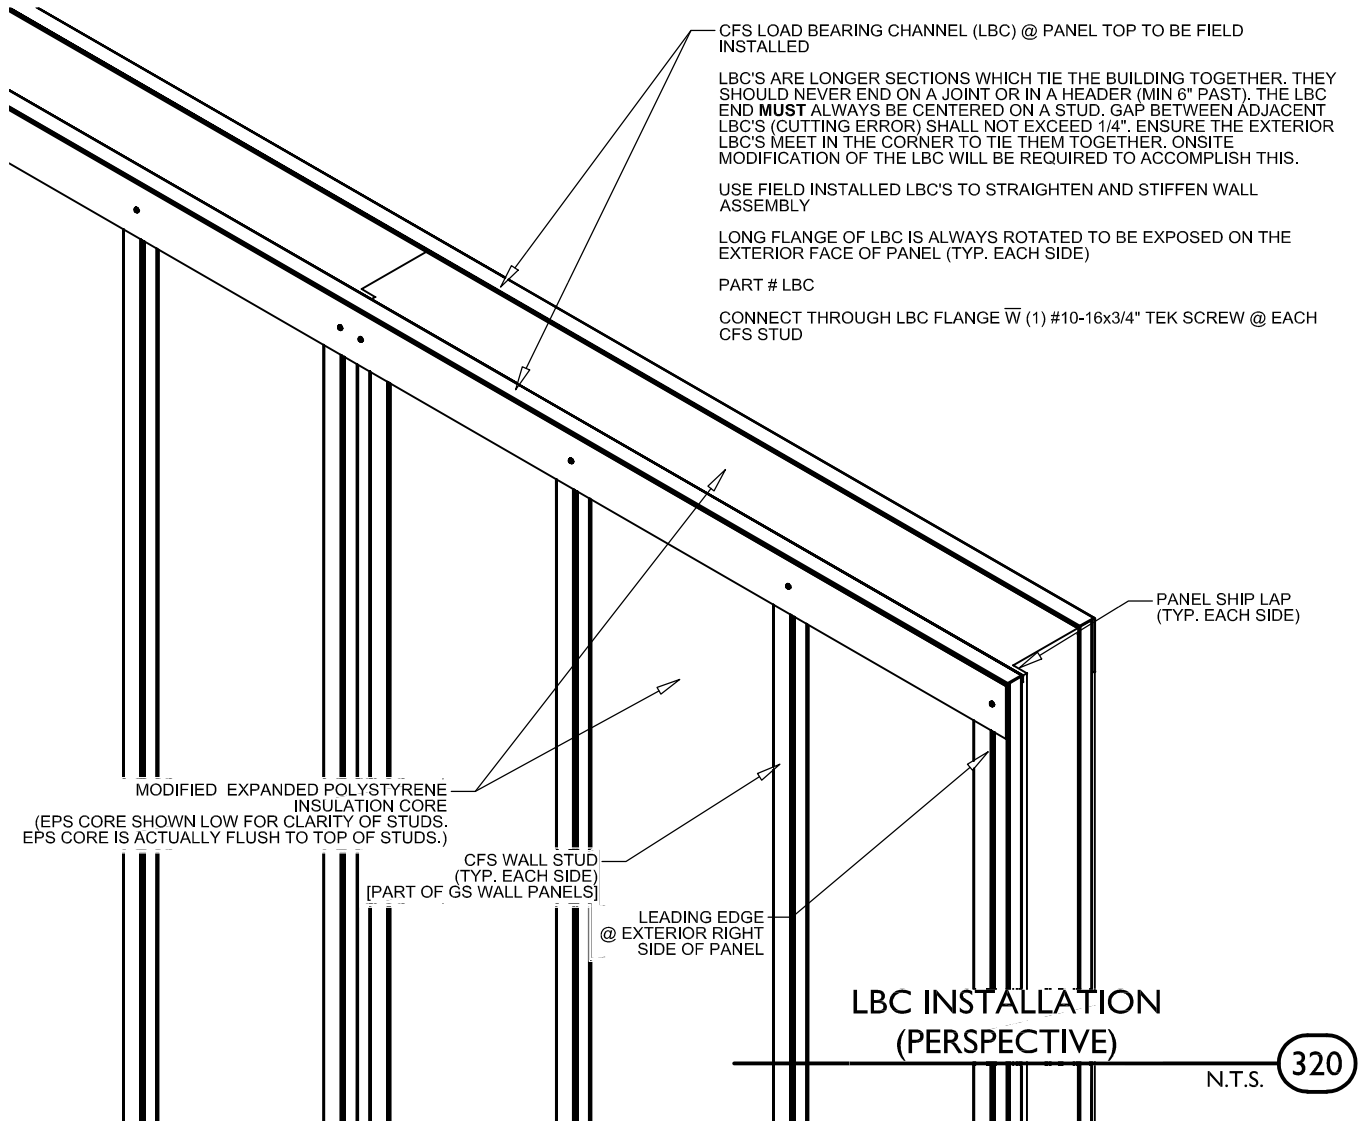 CFS LOAD BEARING CHANNEL (LBC) @ PANEL TOP TO BE FIELD
INSTALLED
LBC'S ARE LONGER SECTIONS WHICH TIE THE BUILDING TOGETHER. THEY
SHOULD NEVER END ON A JOINT OR IN A HEADER (MIN 6" PAST). THE LBC
END MUST ALWAYS BE CENTERED ON A STUD. GAP BETWEEN ADJACENT
LBC'S (CUTTING ERROR) SHALL NOT EXCEED 1/4". ENSURE THE EXTERIOR
LBC'S MEET IN THE CORNER TO TIE THEM TOGETHER. ONSITE
MODIFICATION OF THE LBC WILL BE REQUIRED TO ACCOMPLISH THIS.
USE FIELD INSTALLED LBC'S TO STRAIGHTEN AND STIFFEN WALL
ASSEMBLY
LONG FLANGE OF LBC IS ALWAYS ROTATED TO BE EXPOSED ON THE
EXTERIOR FACE OF PANEL (TYP. EACH SIDE)
PART # LBC
CONNECT THROUGH LBC FLANGE W̅ (1) #10-16x3/4" TEK SCREW @ EACH
CFS STUD
PANEL SHIP LAP
(TYP. EACH SIDE)
MODIFIED EXPANDED POLYSTYRENE
INSULATION CORE
(EPS CORE SHOWN LOW FOR CLARITY OF STUDS.
EPS CORE IS ACTUALLY FLUSH TO TOP OF STUDS.)
CFS WALL STUD
(TYP. EACH SIDE)
[PART OF GS WALL PANELS]
LEADING EDGE
@ EXTERIOR RIGHT
SIDE OF PANEL
LBC INSTALLATION
(PERSPECTIVE)
N.T.S.
320